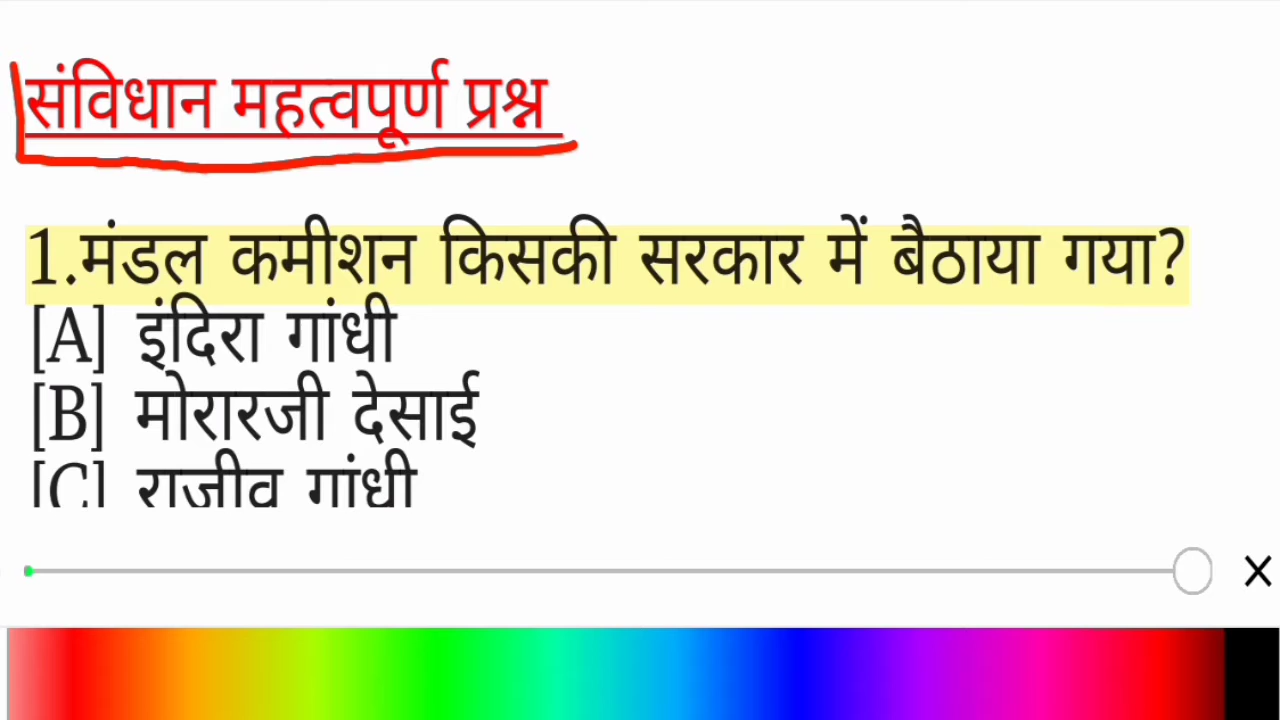 संविधान महत्वपूर्ण प्रश्न
1.मंडल कमीशन किसकी सरकार में बैठाया गया?
[A] इंदिरा गांधी
[B] मोरारजी देसाई
[C] राजीव गांधी